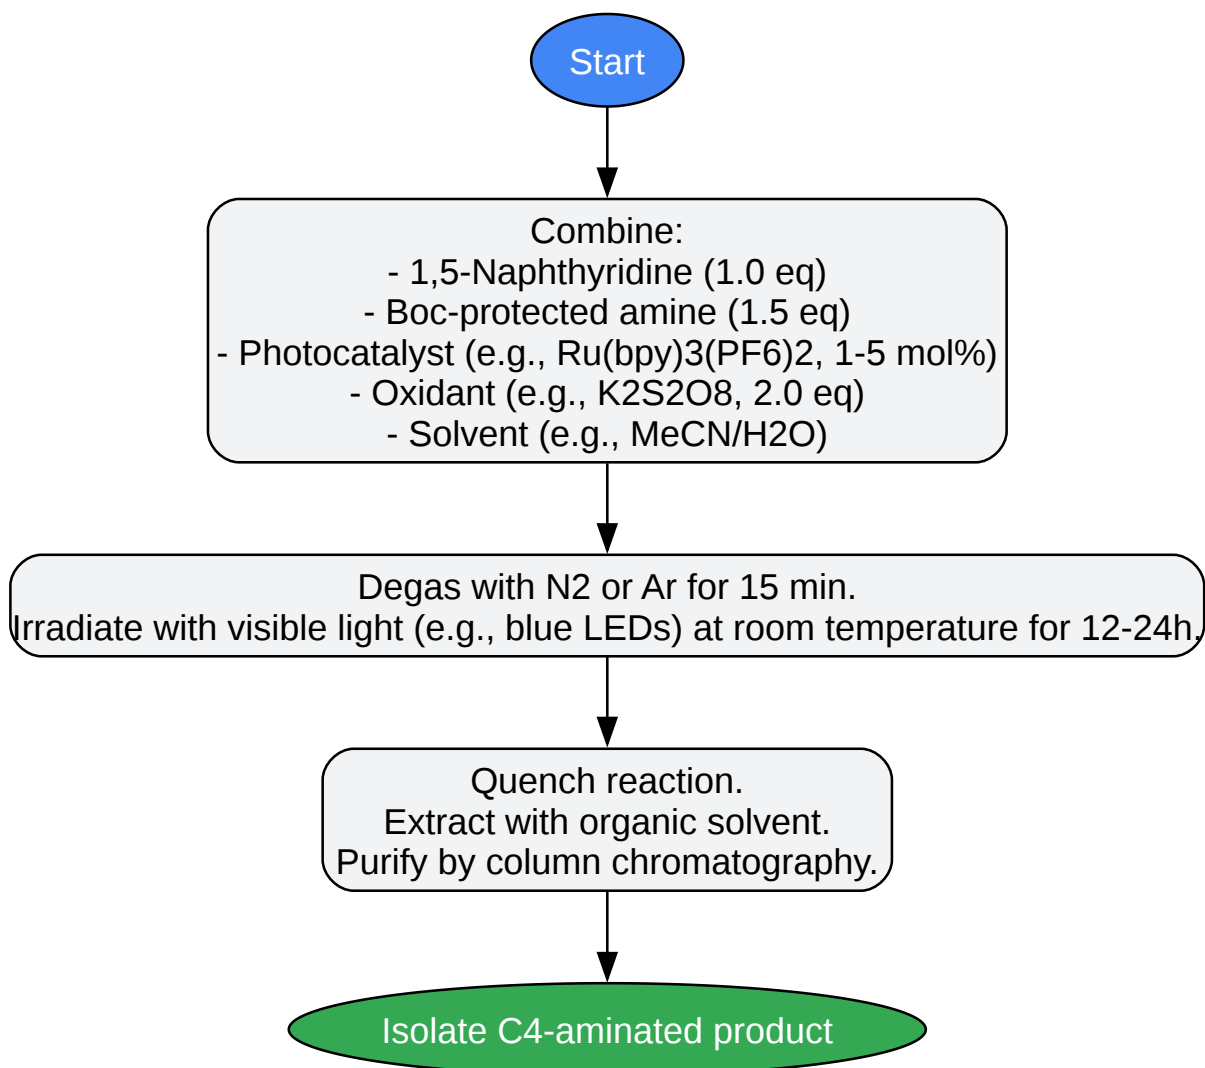 Start
Combine:
- 1,5-Naphthyridine (1.0 eq)
- Boc-protected amine (1.5 eq)
- Photocatalyst (e.g., Ru(bpy)3(PF6)2, 1-5 mol%)
- Oxidant (e.g., K2S2O8, 2.0 eq)
- Solvent (e.g., MeCN/H2O)
Degas with N2 or Ar for 15 min.
Irradiate with visible light (e.g., blue LEDs) at room temperature for 12-24h.
Quench reaction.
Extract with organic solvent.
Purify by column chromatography.
Isolate C4-aminated product